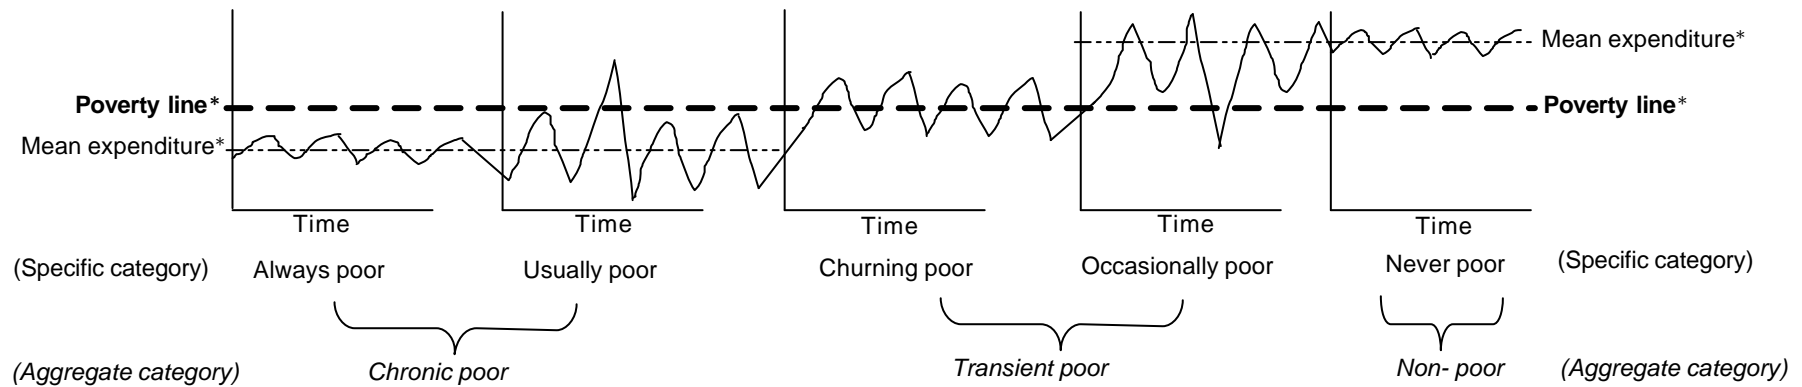 Mean expenditure*
Poverty line*
Poverty line*
Mean expenditure*
Time Time Time Time Time
(Specific category) Always poor Usually poor Churning poor Occasionally poor Never poor (Specific category)
(Aggregate category) Chronic poor Transient poor Non- poor (Aggregate category)